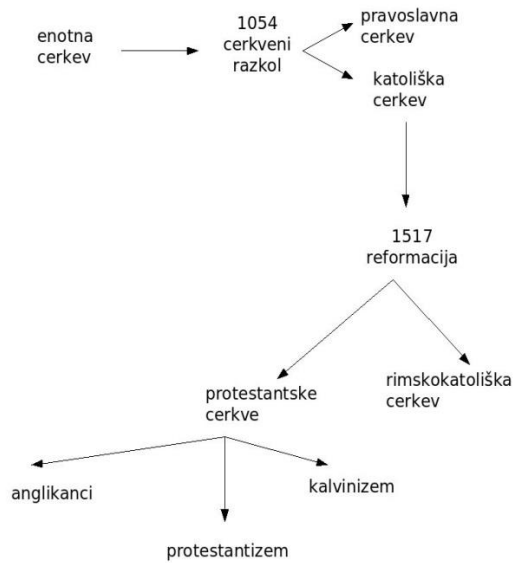 enotna
cerkev
1054
cerkveni
razkol
pravoslavna
cerkev
katoliška
cerkev
1517
reformacija
protestantske
cerkve
rimskokatoliška
cerkev
anglikanci
kalvinizem
protestantizem